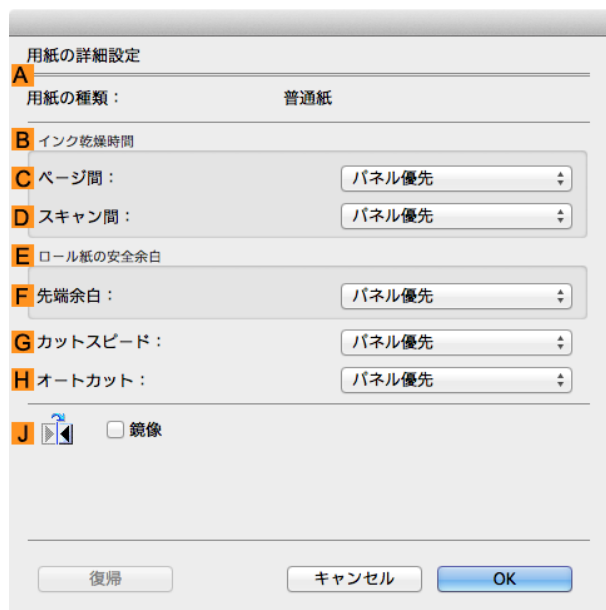 用紙の詳細設定
A
用紙の種類： 普通紙
B インク乾燥時間
C ページ間： パネル優先
D スキャン間： パネル優先
E ロール紙の安全余白
F 先端余白： パネル優先
G カットスピード： パネル優先
H オートカット： パネル優先
J 鏡像
復帰 キャンセル OK